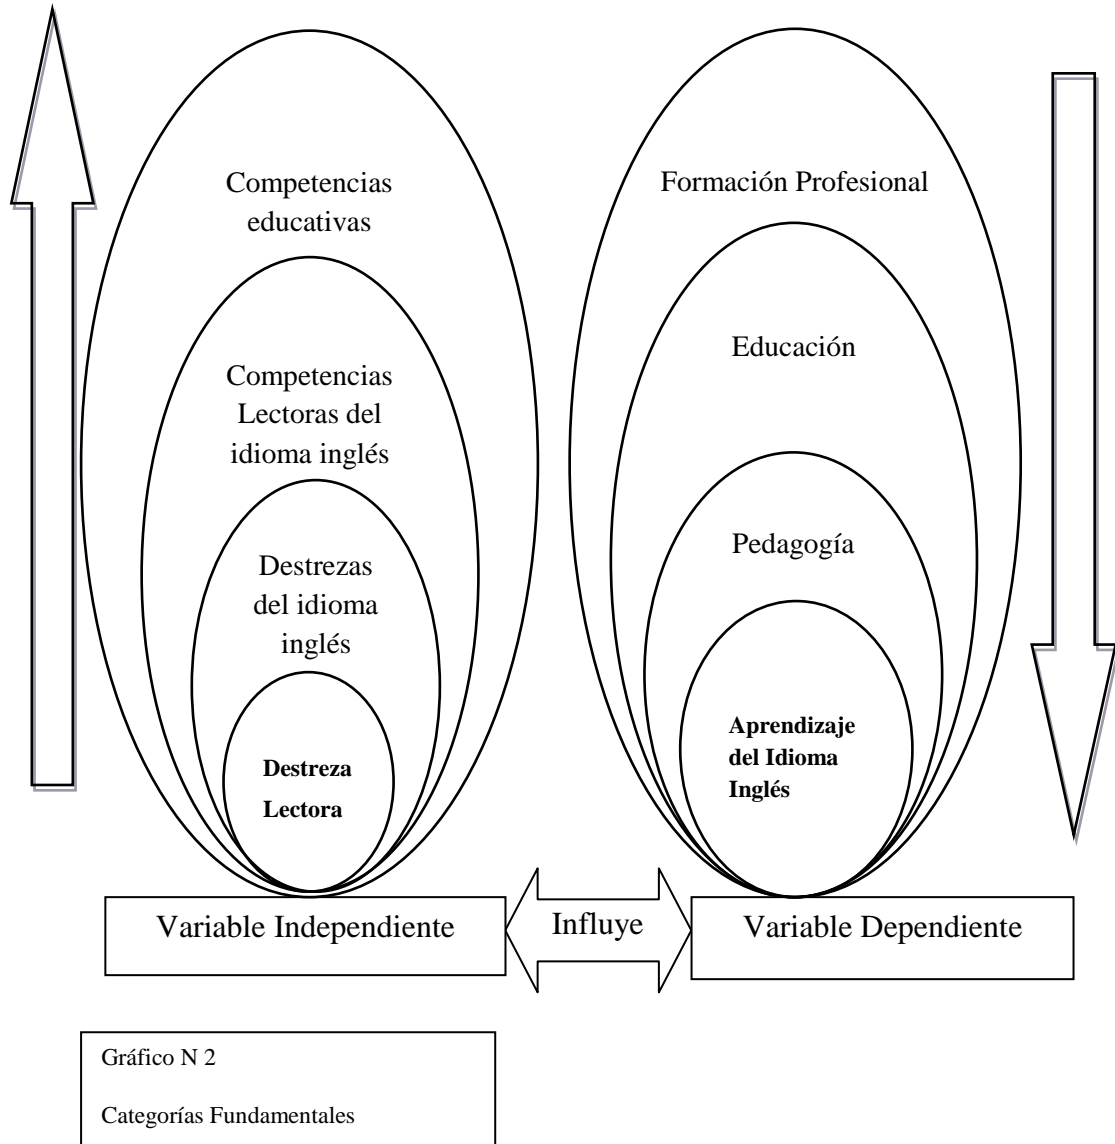 Competencias
educativas
Competencias
Lectoras del
idioma inglés
Destrezas
del idioma
inglés
Destreza
Lectora
Formación Profesional
Educación
Pedagogía
Aprendizaje
del Idioma
Inglés
Variable Independiente
Influye
Variable Dependiente
Gráfico N 2
Categorías Fundamentales